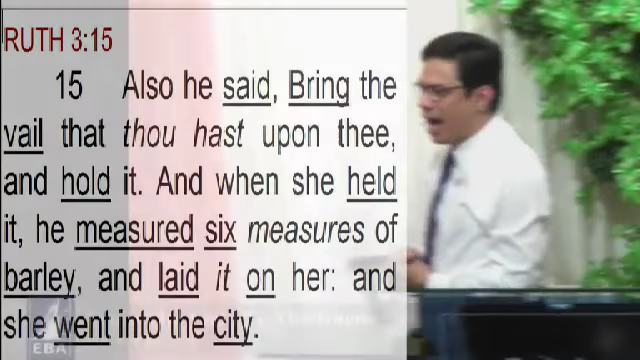 RUTH 3:15
15 Also he said, Bring the
vail that thou hast upon thee,
and hold it. And when she held
it, he measured six measures of
barley, and laid it on her: and
she went into the city.
EBA